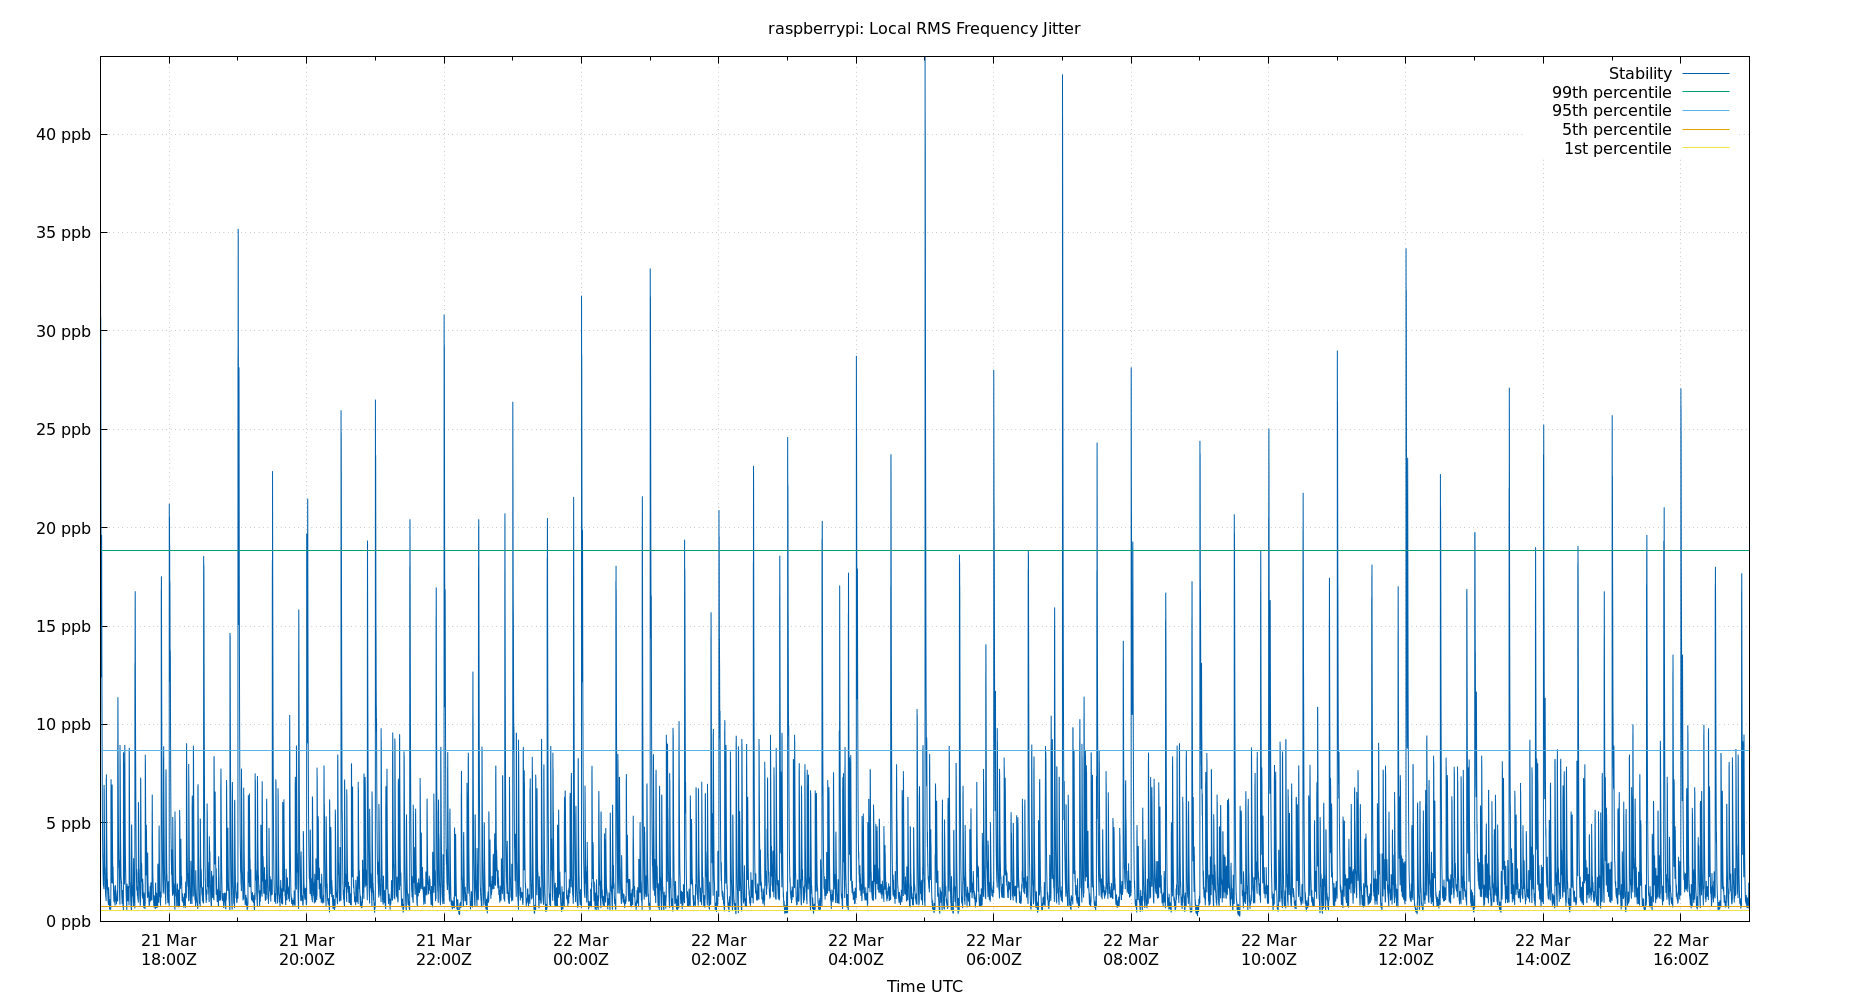 raspberrypi: Local RMS Frequency Jitter
Stability
99th percentile
95th percentile
5th percentile
1st percentile
40 ppb
35 ppb
30 ppb
25 ppb
20 ppb
15 ppb
10 ppb
5 ppb
0 ppb
21 Mar 21 Mar 21 Mar 22 Mar 22 Mar 22 Mar 22 Mar 22 Mar 22 Mar 22 Mar 22 Mar 22 Mar
18:00Z 20:00Z 22:00Z 00:00Z 02:00Z 04:00Z 06:00Z 08:00Z 10:00Z 12:00Z 14:00Z 16:00Z
Time UTC